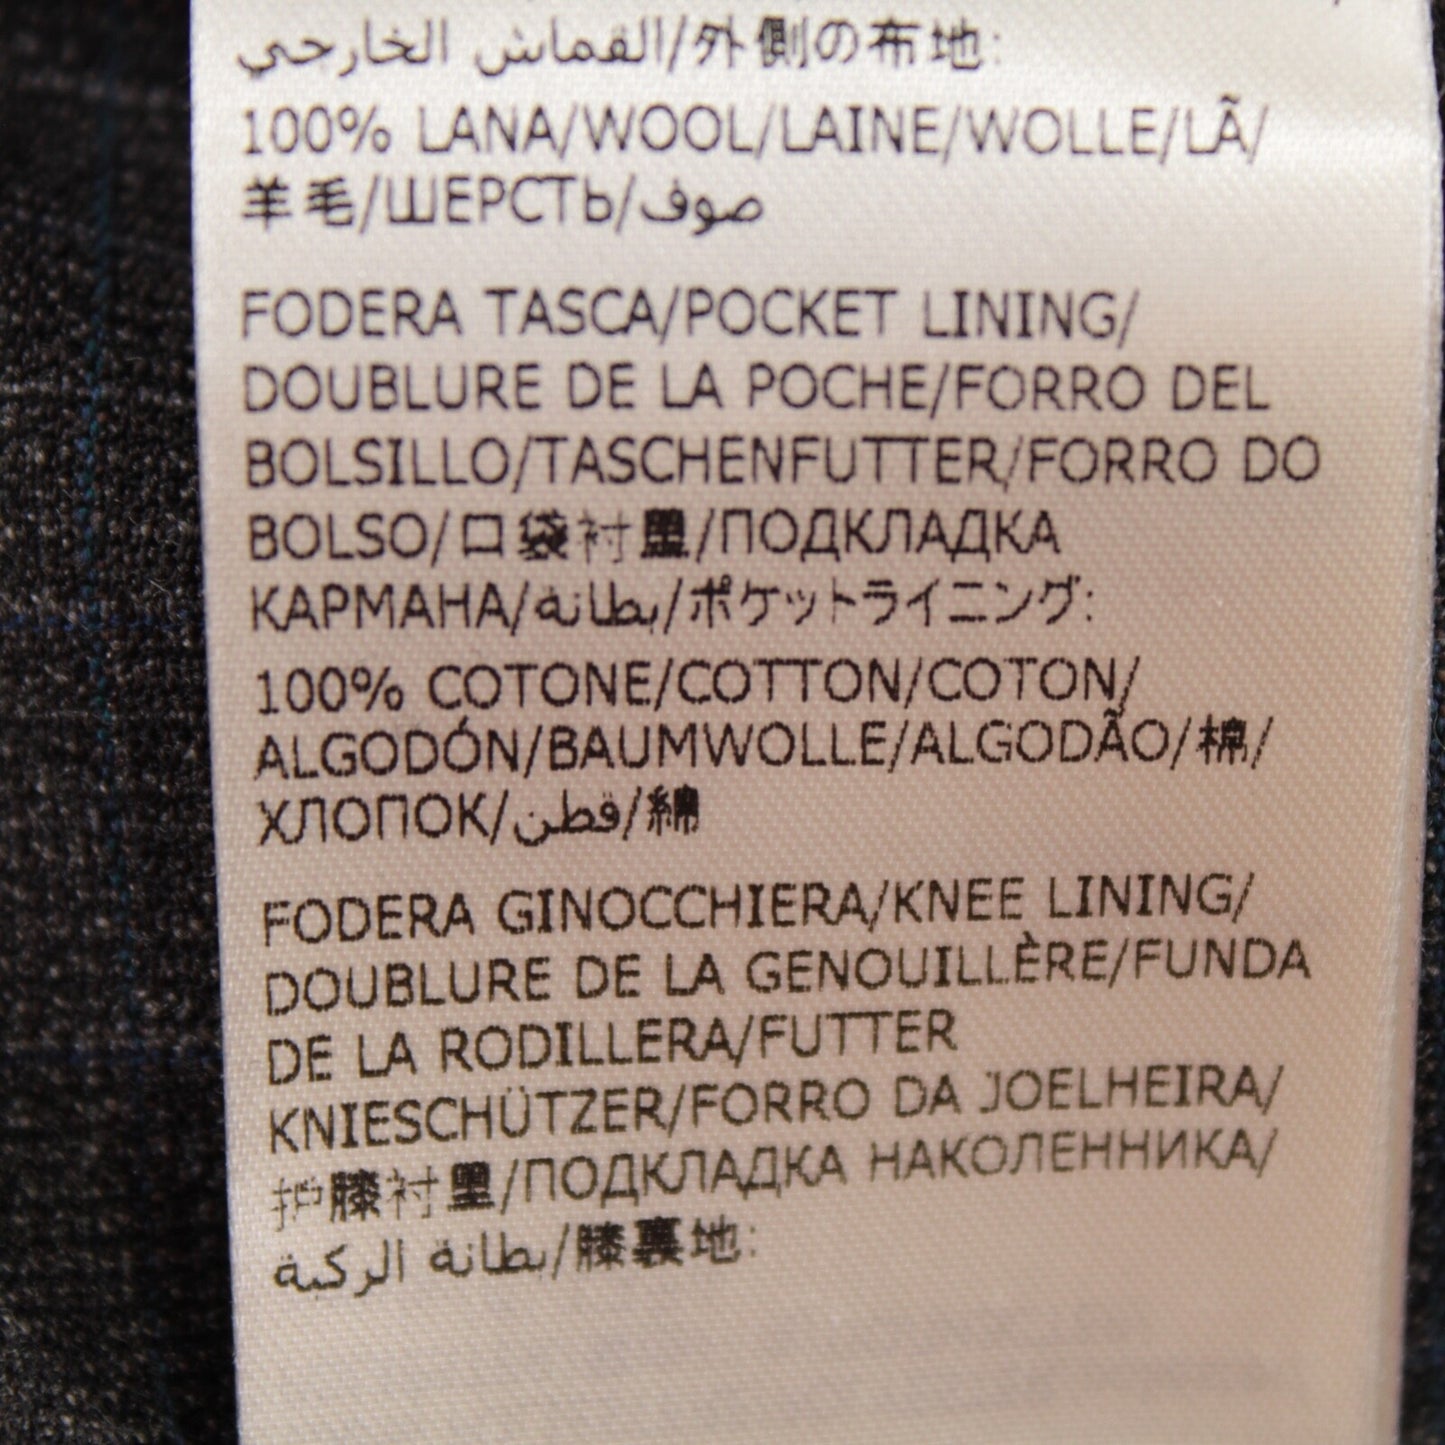 القماش الخارجي/外側の布地:
100% LANA/WOOL/LAINE/WOLLE/LÃ/
羊毛/ШЕРСТЬ/صوف
FODERA TASCA/POCKET LINING/
DOUBLURE DE LA POCHE/FORRO DEL
BOLSILLO/TASCHENFUTTER/FORRO DO
BOLSO/口袋衬里/ПОДКЛАДКА
КАРМАНА/بطانة/ポケットライニング:
100% COTONE/COTTON/COTON/
ALGODÓN/BAUMWOLLE/ALGODÃO/棉/
ХЛОПОК/قطن/綿
FODERA GINOCCHIERA/KNEE LINING/
DOUBLURE DE LA GENOUILLÈRE/FUNDA
DE LA RODILLERA/FUTTER
KNIESCHÜTZER/FORRO DA JOELHEIRA/
护膝衬里/ПОДКЛАДКА НАКОЛЕННИКА/
بطانة الركبة/膝裏地: